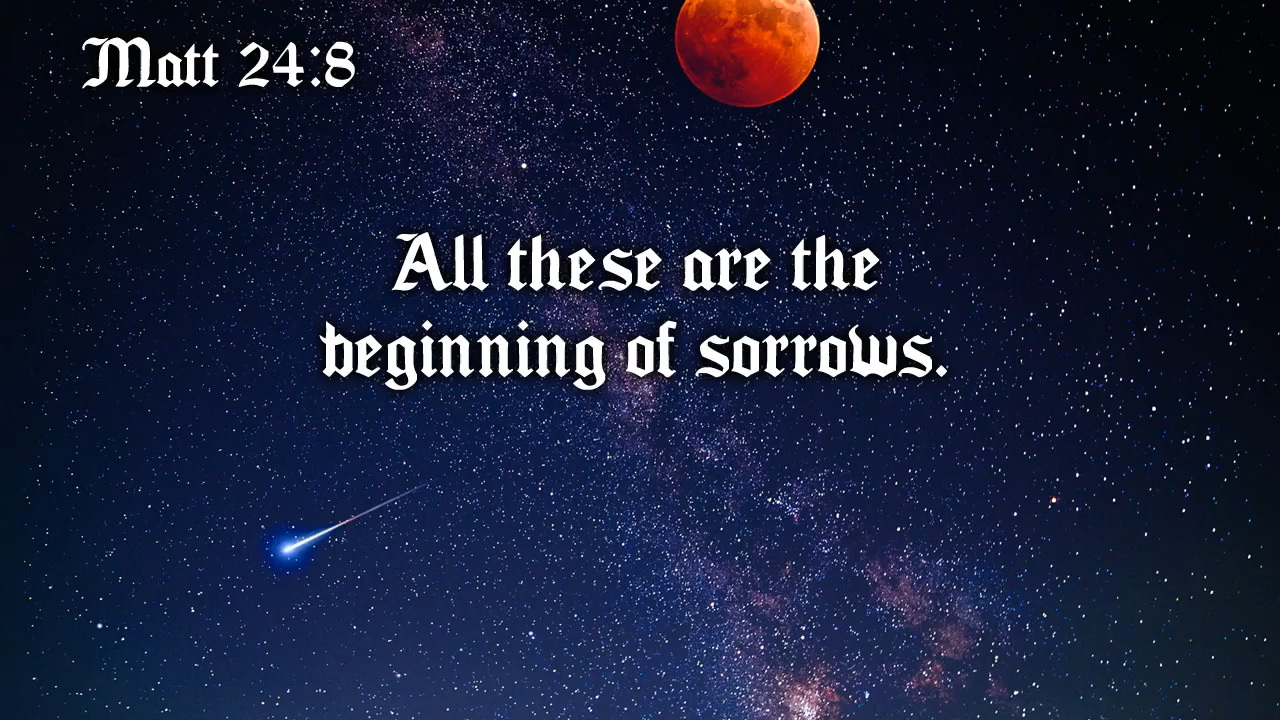 Matt 24:8
All these are the
beginning of sorrows.